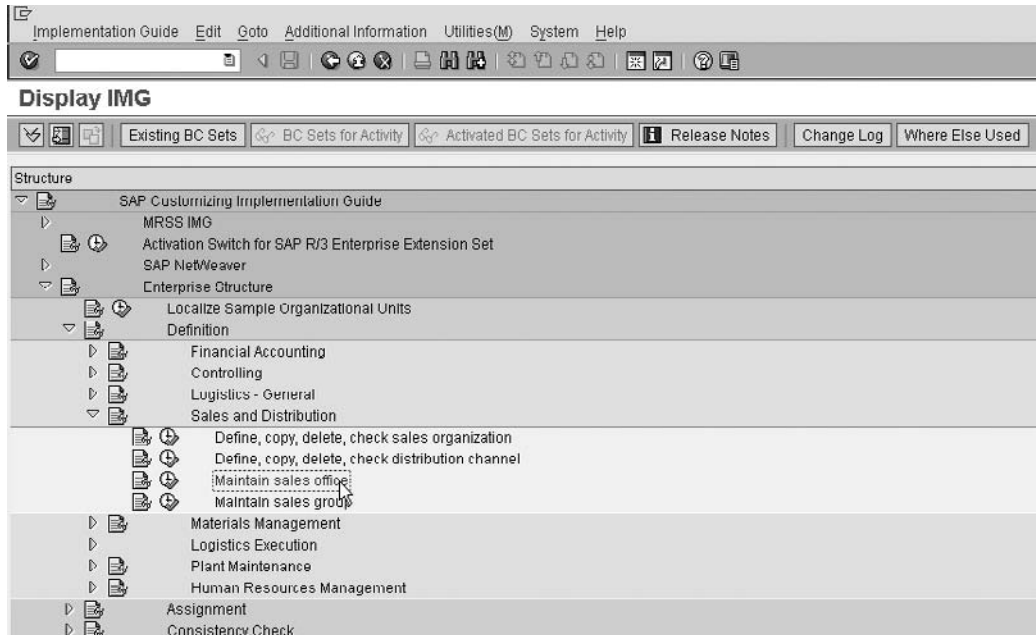 Implementation Guide Edit Goto Additional Information Utilities(M) System Help
Display IMG
Existing BC Sets BC Sets for Activity Activated BC Sets for Activity Release Notes Change Log Where Else Used
Structure
SAP Customizing Implementation Guide
MRSS IMG
Activation Switch for SAP R/3 Enterprise Extension Set
SAP NetWeaver
Enterprise Structure
Localize Sample Organizational Units
Definition
Financial Accounting
Controlling
Logistics - General
Sales and Distribution
Define, copy, delete, check sales organization
Define, copy, delete, check distribution channel
Maintain sales office
Maintain sales group
Materials Management
Logistics Execution
Plant Maintenance
Human Resources Management
Assignment
Consistency Check